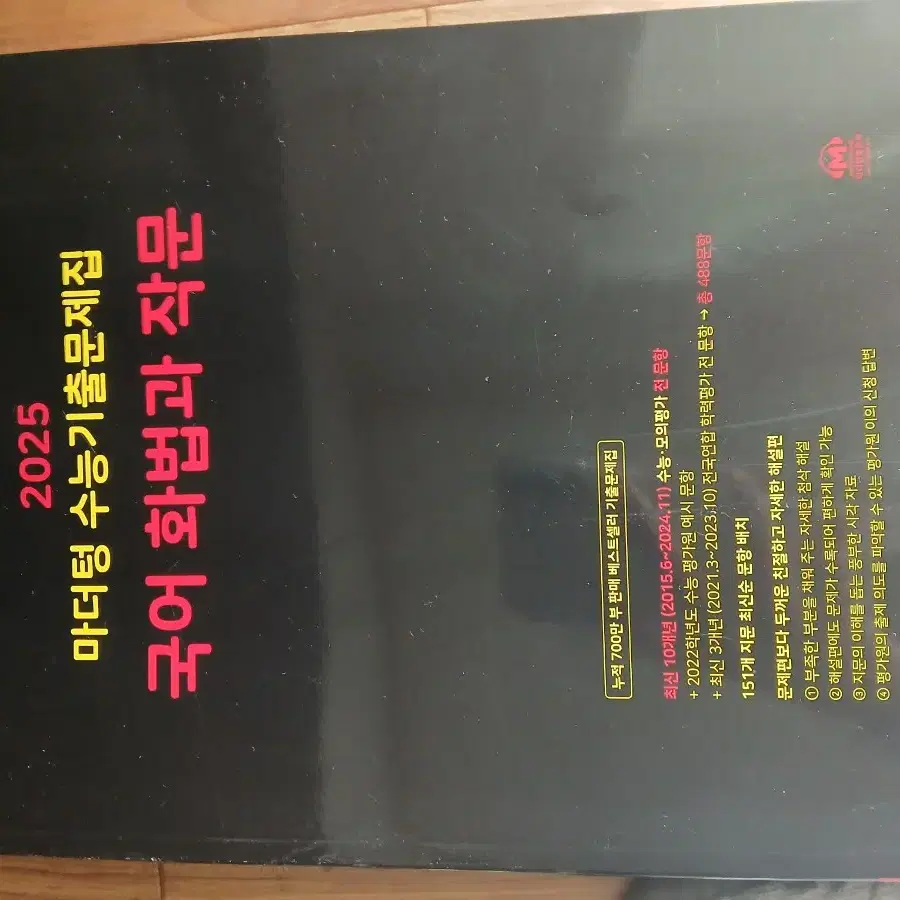 2025
마더텅 수능기출문제집
국어 화법과 작문
누적 700만 부 판매 베스트셀러 기출문제집
최신 10개년 (2015.6~2024.11) 수능·모의평가 전 문항
+ 2022학년도 수능 평가원 예시 문항
+ 최신 3개년 (2021.3~2023.10) 전국연합 학력평가 전 문항 → 총 488문항
151개 지문 최신순 문항 배치
문제편보다 두꺼운 친절하고 자세한 해설편
① 부족한 부분을 채워 주는 자세한 첨삭 해설
② 해설편에도 문제가 수록되어 편하게 확인 가능
③ 지문의 이해를 돕는 풍부한 시각 자료
④ 평가원의 출제 의도를 파악할 수 있는 평가원 이의 신청 답변